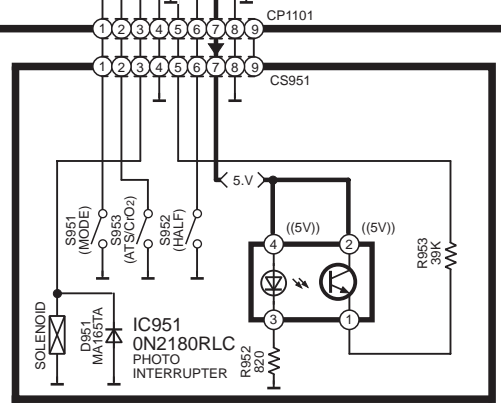 CP1101
1 2 3 4 5 6 7 8 9
1 2 3 4 5 6 7 8 9
CS951
5.V
S951
(MODE)
S953
(ATS/CrO2)
S952
(HALF)
((5V))
((5V))
4
2
R953
39K
3
1
SOLENOID
D951
MA165TA
IC951
0N2180RLC
PHOTO
INTERRUPTER
R952
820